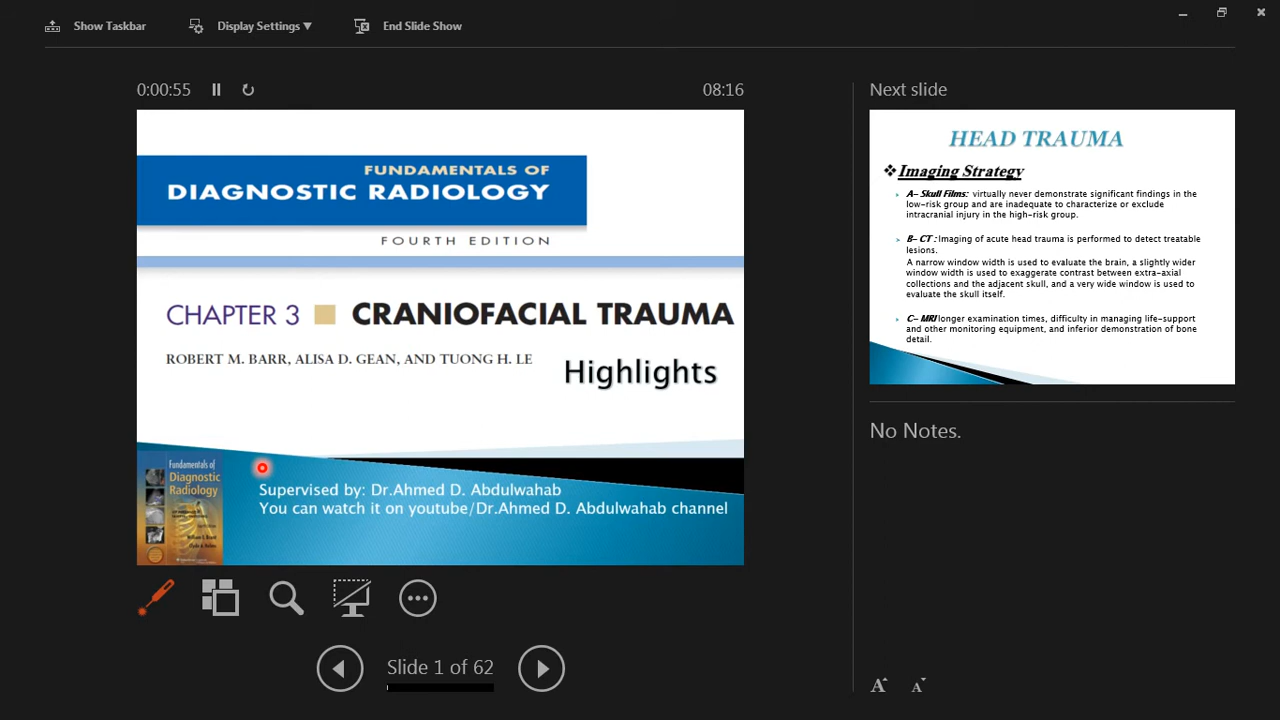 Show Taskbar
Display Settings ▼
End Slide Show
0:00:55
08:16
FUNDAMENTALS OF
DIAGNOSTIC RADIOLOGY
FOURTH EDITION
CHAPTER 3 CRANIOFACIAL TRAUMA
ROBERT M. BARR, ALISA D. GEAN, AND TUONG H. LE
Highlights
Fundamentals of
Diagnostic
Radiology
Supervised by: Dr.Ahmed D. Abdulwahab
You can watch it on youtube/Dr.Ahmed D. Abdulwahab channel
Slide 1 of 62
Next slide
HEAD TRAUMA
❖Imaging Strategy
A- Skull Films: virtually never demonstrate significant findings in the
low-risk group and are inadequate to characterize or exclude
intracranial injury in the high-risk group.
B- CT : Imaging of acute head trauma is performed to detect treatable
lesions.
A narrow window width is used to evaluate the brain, a slightly wider
window width is used to exaggerate contrast between extra-axial
collections and the adjacent skull, and a very wide window is used to
evaluate the skull itself.
C- MRI longer examination times, difficulty in managing life-support
and other monitoring equipment, and inferior demonstration of bone
detail.
No Notes.
A A